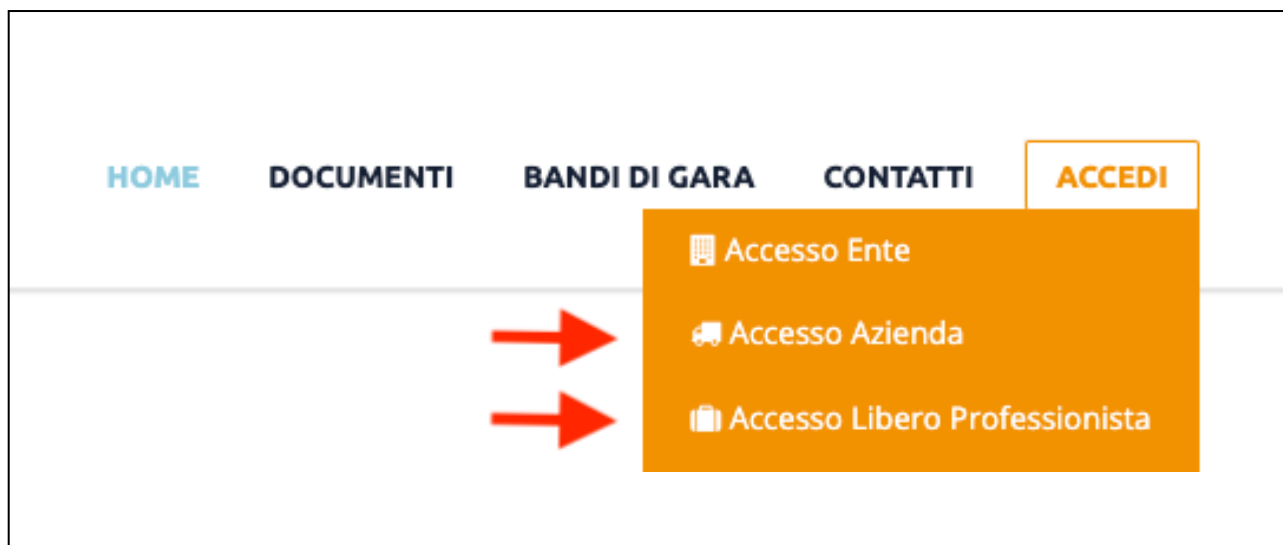 HOME DOCUMENTI BANDI DI GARA CONTATTI ACCEDI
Accesso Ente
Accesso Azienda
Accesso Libero Professionista